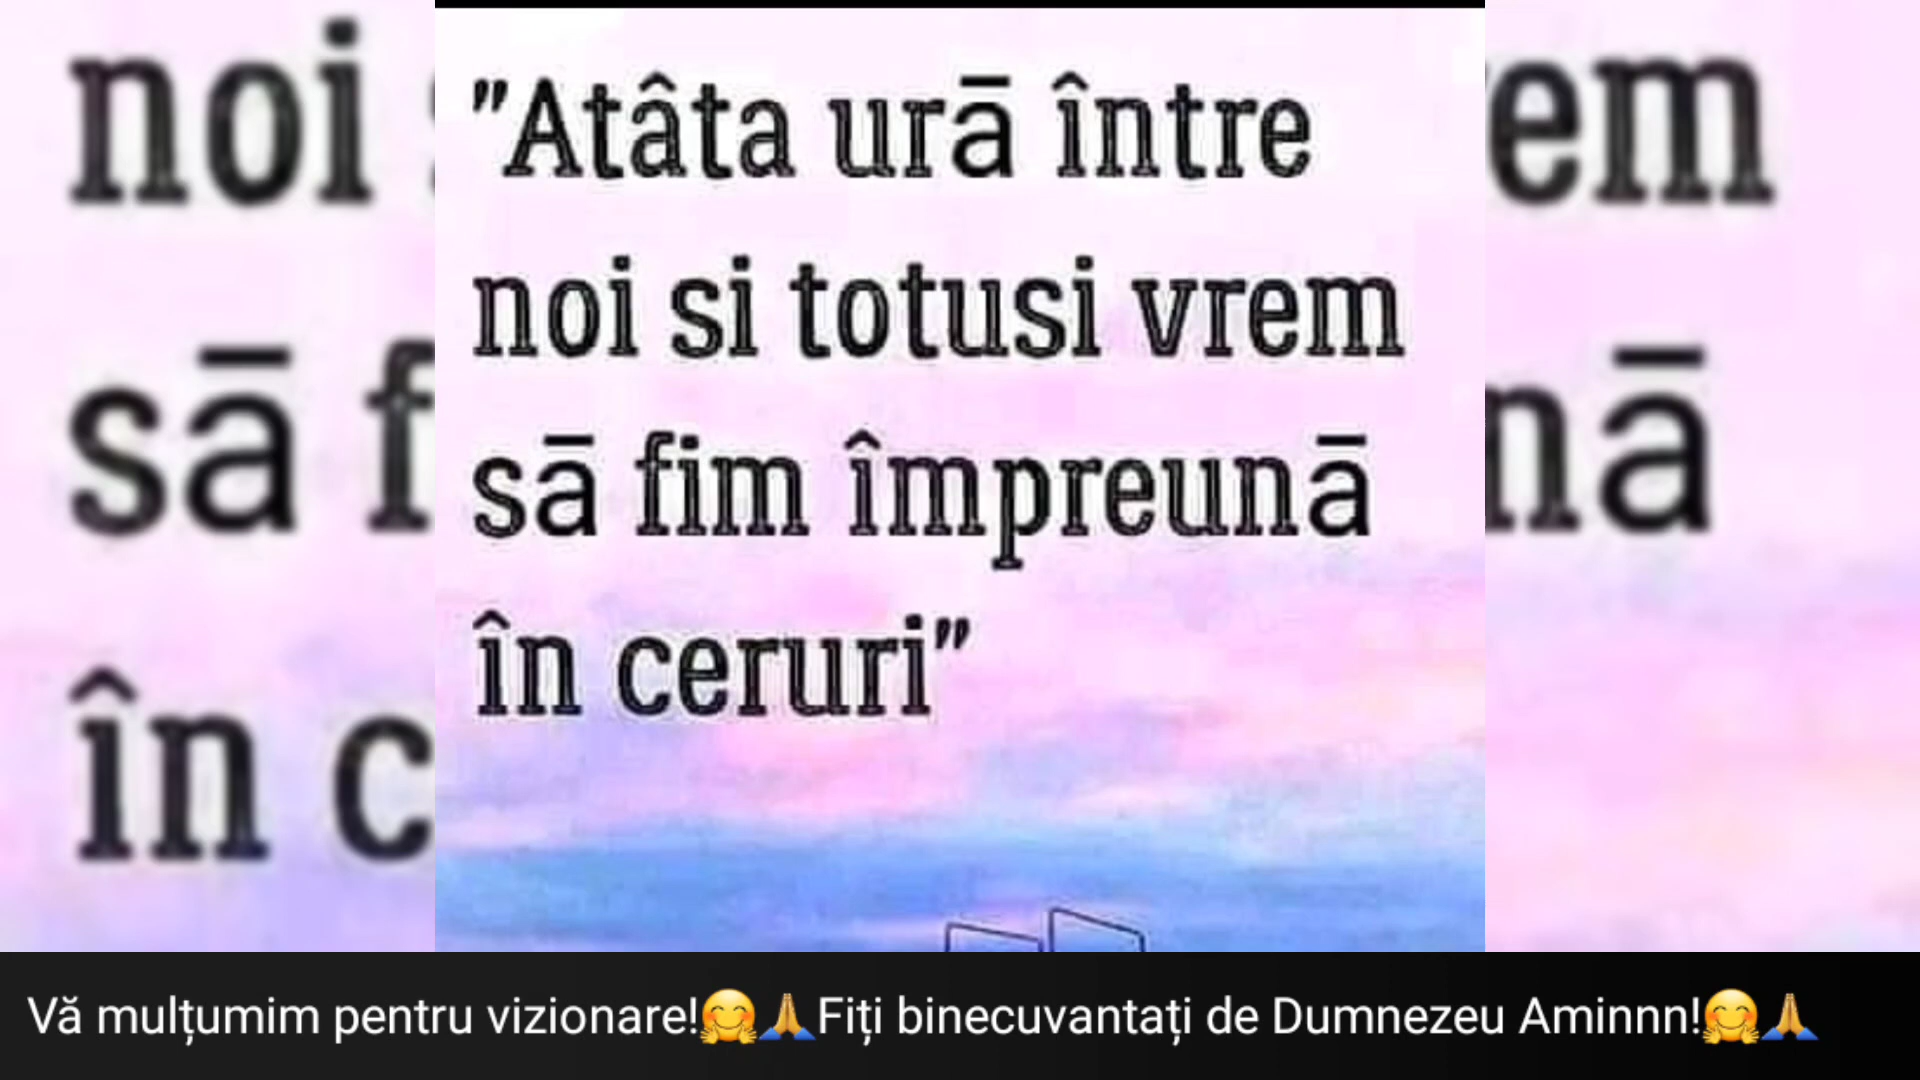 "Atâta urā între
noi si totusi vrem
sā fim împreunā
în ceruri"
Vă mulțumim pentru vizionare!🤗🙏Fiți binecuvantați de Dumnezeu Aminnn!🤗🙏